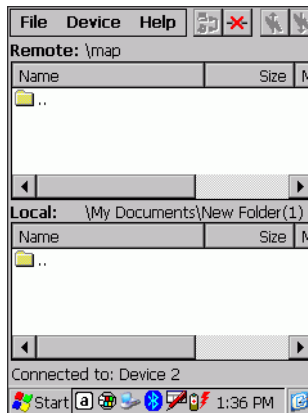 File Device Help
Remote: \map
Name Size M
..
Local: \My Documents\New Folder(1)
Name Size M
..
Connected to: Device 2
Start a 1:36 PM